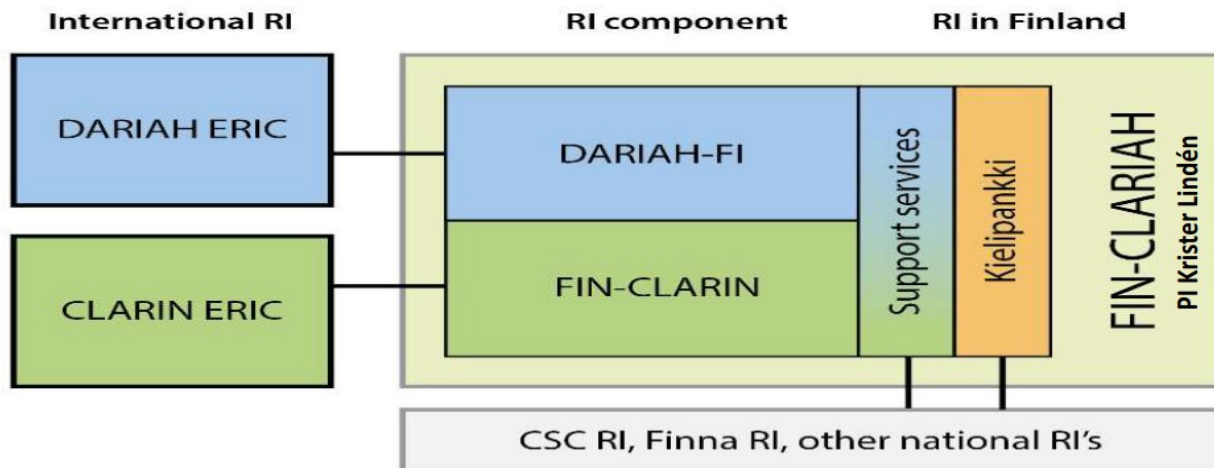 International RI
RI component
RI in Finland
DARIAH ERIC
CLARIN ERIC
DARIAH-FI
FIN-CLARIN
Support services
Kielipankki
FIN-CLARIAH
PI Krister Lindén
CSC RI, Finna RI, other national RI's